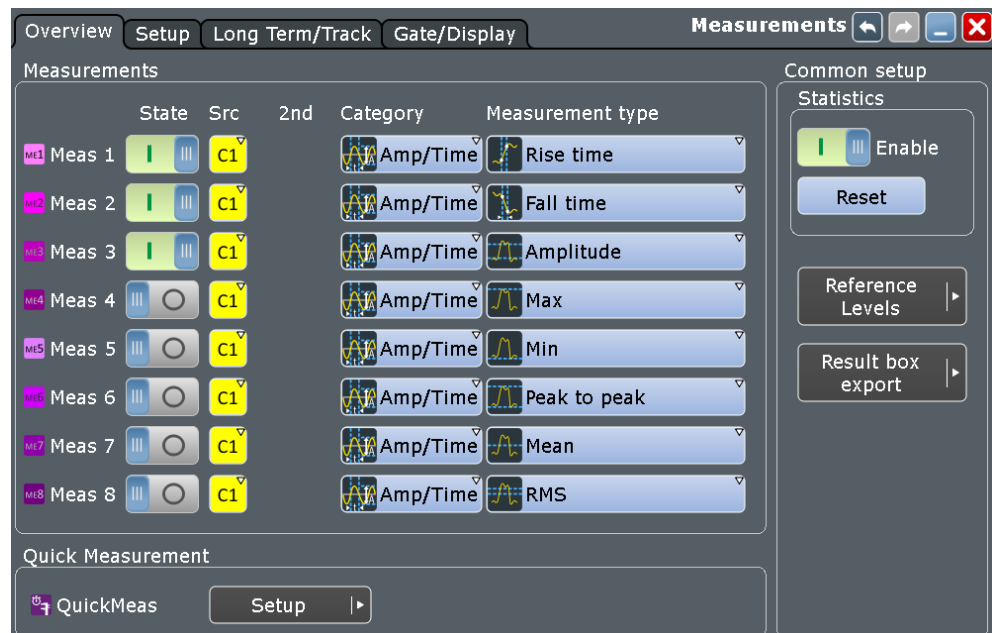 Overview Setup Long Term/Track Gate/Display Measurements
Measurements
State Src 2nd Category Measurement type
ME1 Meas 1 C1 Amp/Time Rise time
ME2 Meas 2 C1 Amp/Time Fall time
ME3 Meas 3 C1 Amp/Time Amplitude
ME4 Meas 4 C1 Amp/Time Max
ME5 Meas 5 C1 Amp/Time Min
ME6 Meas 6 C1 Amp/Time Peak to peak
ME7 Meas 7 C1 Amp/Time Mean
ME8 Meas 8 C1 Amp/Time RMS
Quick Measurement
QuickMeas Setup
Common setup
Statistics
Enable
Reset
Reference
Levels
Result box
export